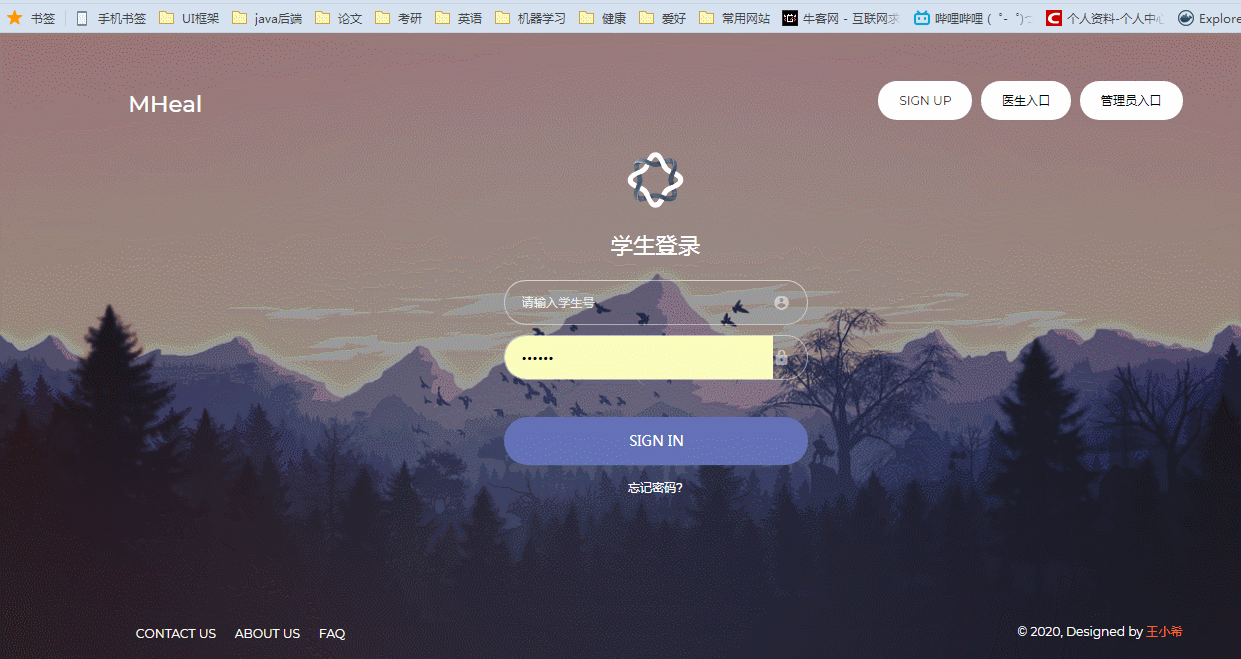 书签 手机书签 UI框架 java后端 论文 考研 英语 机器学习 健康 爱好 常用网站 牛客网 - 互联网求 哔哩哔哩 ( ゜- ゜)つ 个人资料-个人中心 Explore
MHeal
SIGN UP 医生入口 管理员入口
学生登录
请输入学生号
••••••
SIGN IN
忘记密码?
CONTACT US ABOUT US FAQ
© 2020, Designed by 王小希